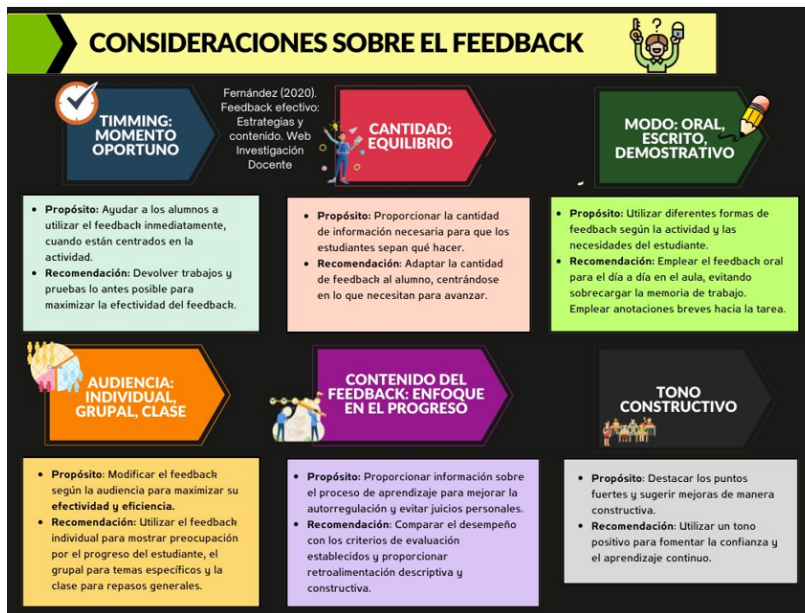 CONSIDERACIONES SOBRE EL FEEDBACK
?
TIMMING:
MOMENTO
OPORTUNO
Fernández (2020).
Feedback efectivo:
Estrategias y
contenido. Web
Investigación
Docente
CANTIDAD:
EQUILIBRIO
MODO: ORAL,
ESCRITO,
DEMOSTRATIVO
• Propósito: Ayudar a los alumnos a
utilizar el feedback inmediatamente,
cuando están centrados en la
actividad.
• Recomendación: Devolver trabajos y
pruebas lo antes posible para
maximizar la efectividad del feedback.
• Propósito: Proporcionar la cantidad
de información necesaria para que los
estudiantes sepan qué hacer.
• Recomendación: Adaptar la cantidad
de feedback al alumno, centrándose
en lo que necesitan para avanzar.
• Propósito: Utilizar diferentes formas de
feedback según la actividad y las
necesidades del estudiante.
• Recomendación: Emplear el feedback oral
para el día a día en el aula, evitando
sobrecargar la memoria de trabajo.
Emplear anotaciones breves hacia la tarea.
AUDIENCIA:
INDIVIDUAL,
GRUPAL, CLASE
CONTENIDO DEL
FEEDBACK: ENFOQUE
EN EL PROGRESO
TONO
CONSTRUCTIVO
• Propósito: Modificar el feedback
según la audiencia para maximizar su
efectividad y eficiencia.
• Recomendación: Utilizar el feedback
individual para mostrar preocupación
por el progreso del estudiante, el
grupal para temas específicos y la
clase para repasos generales.
• Propósito: Proporcionar información sobre
el proceso de aprendizaje para mejorar la
autorregulación y evitar juicios personales.
• Recomendación: Comparar el desempeño
con los criterios de evaluación
establecidos y proporcionar
retroalimentación descriptiva y
constructiva.
• Propósito: Destacar los puntos
fuertes y sugerir mejoras de manera
constructiva.
• Recomendación: Utilizar un tono
positivo para fomentar la confianza y
el aprendizaje continuo.